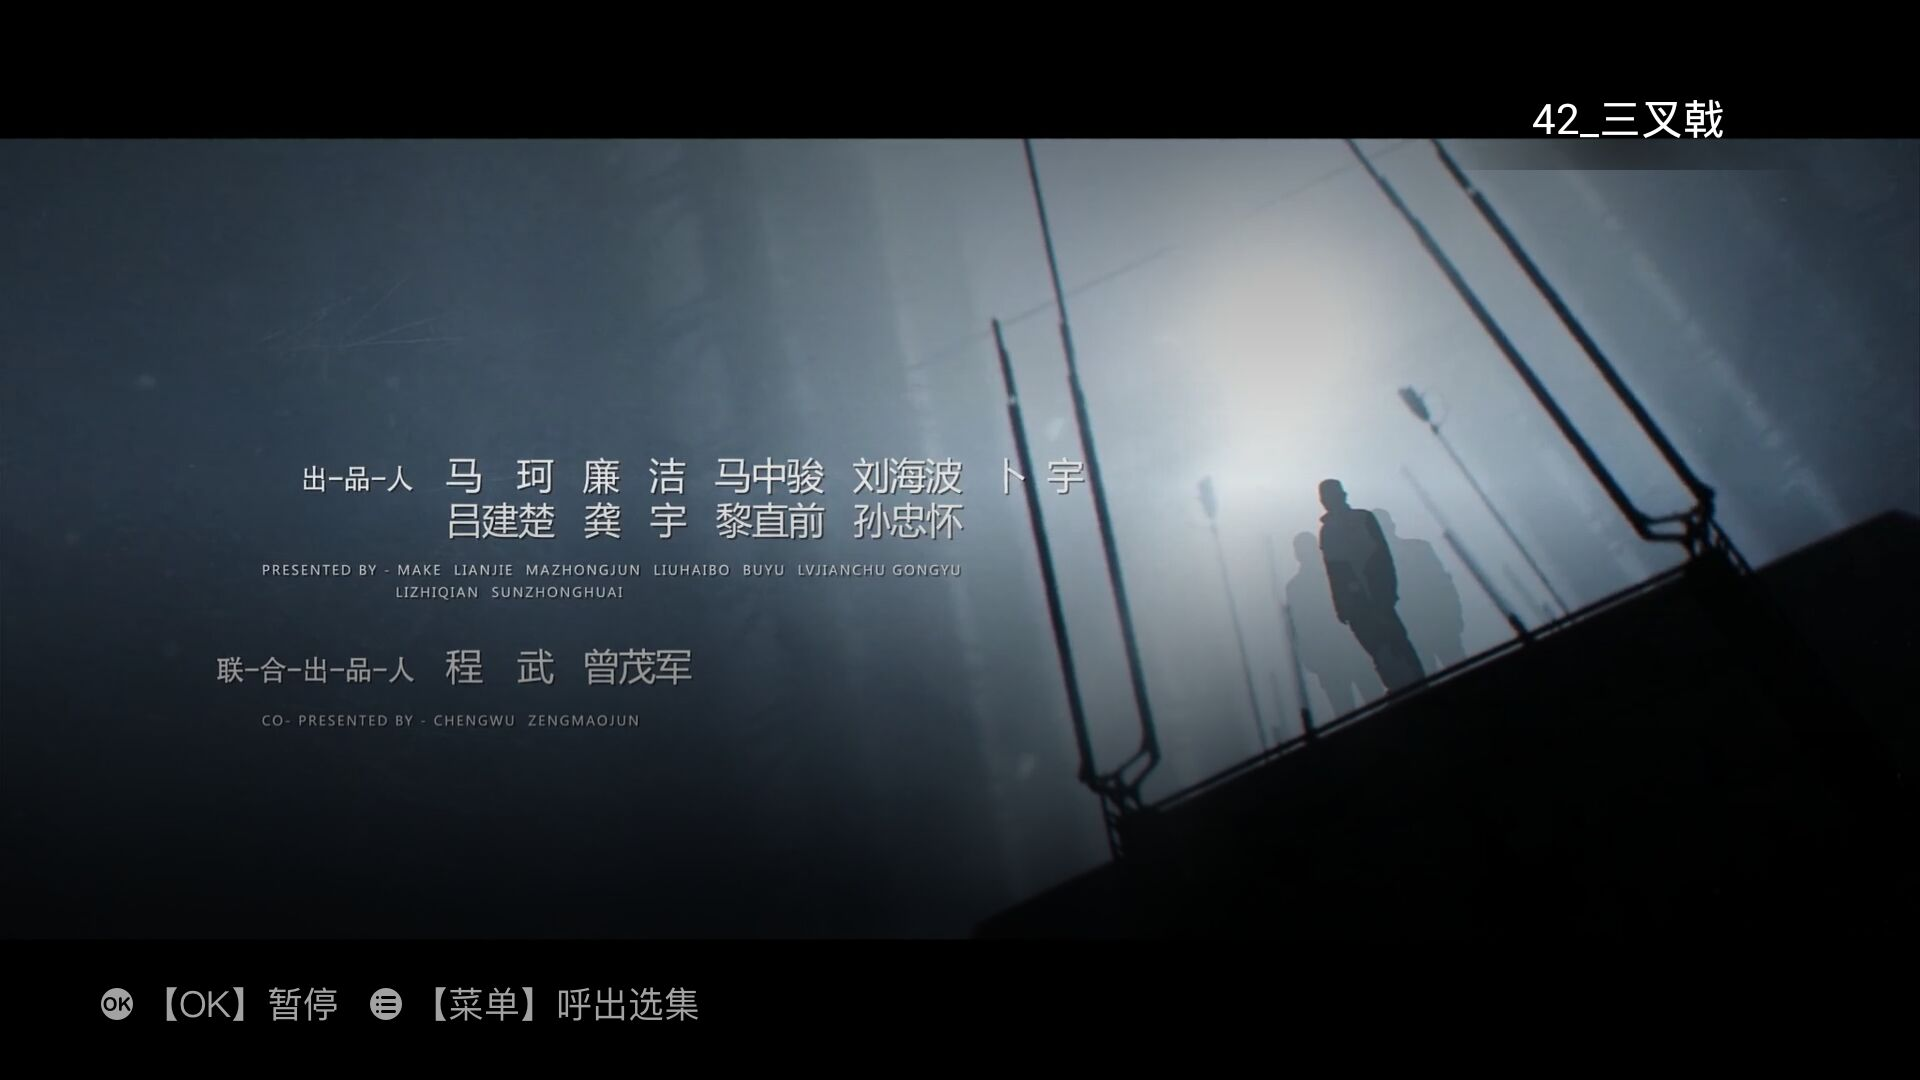 42_三叉戟
出-品-人 马 珂 廉 洁 马中骏 刘海波 卜 宇
吕建楚 龚 宇 黎直前 孙忠怀
PRESENTED BY - MAKE LIANJIE MAZHONGJUN LIUHAIBO BUYU LVJIANCHU GONGYU
LIZHIQIAN SUNZHONGHUAI
联-合-出-品-人 程 武 曾茂军
CO- PRESENTED BY - CHENGWU ZENGMAOJUN
OK 【OK】暂停 【菜单】呼出选集